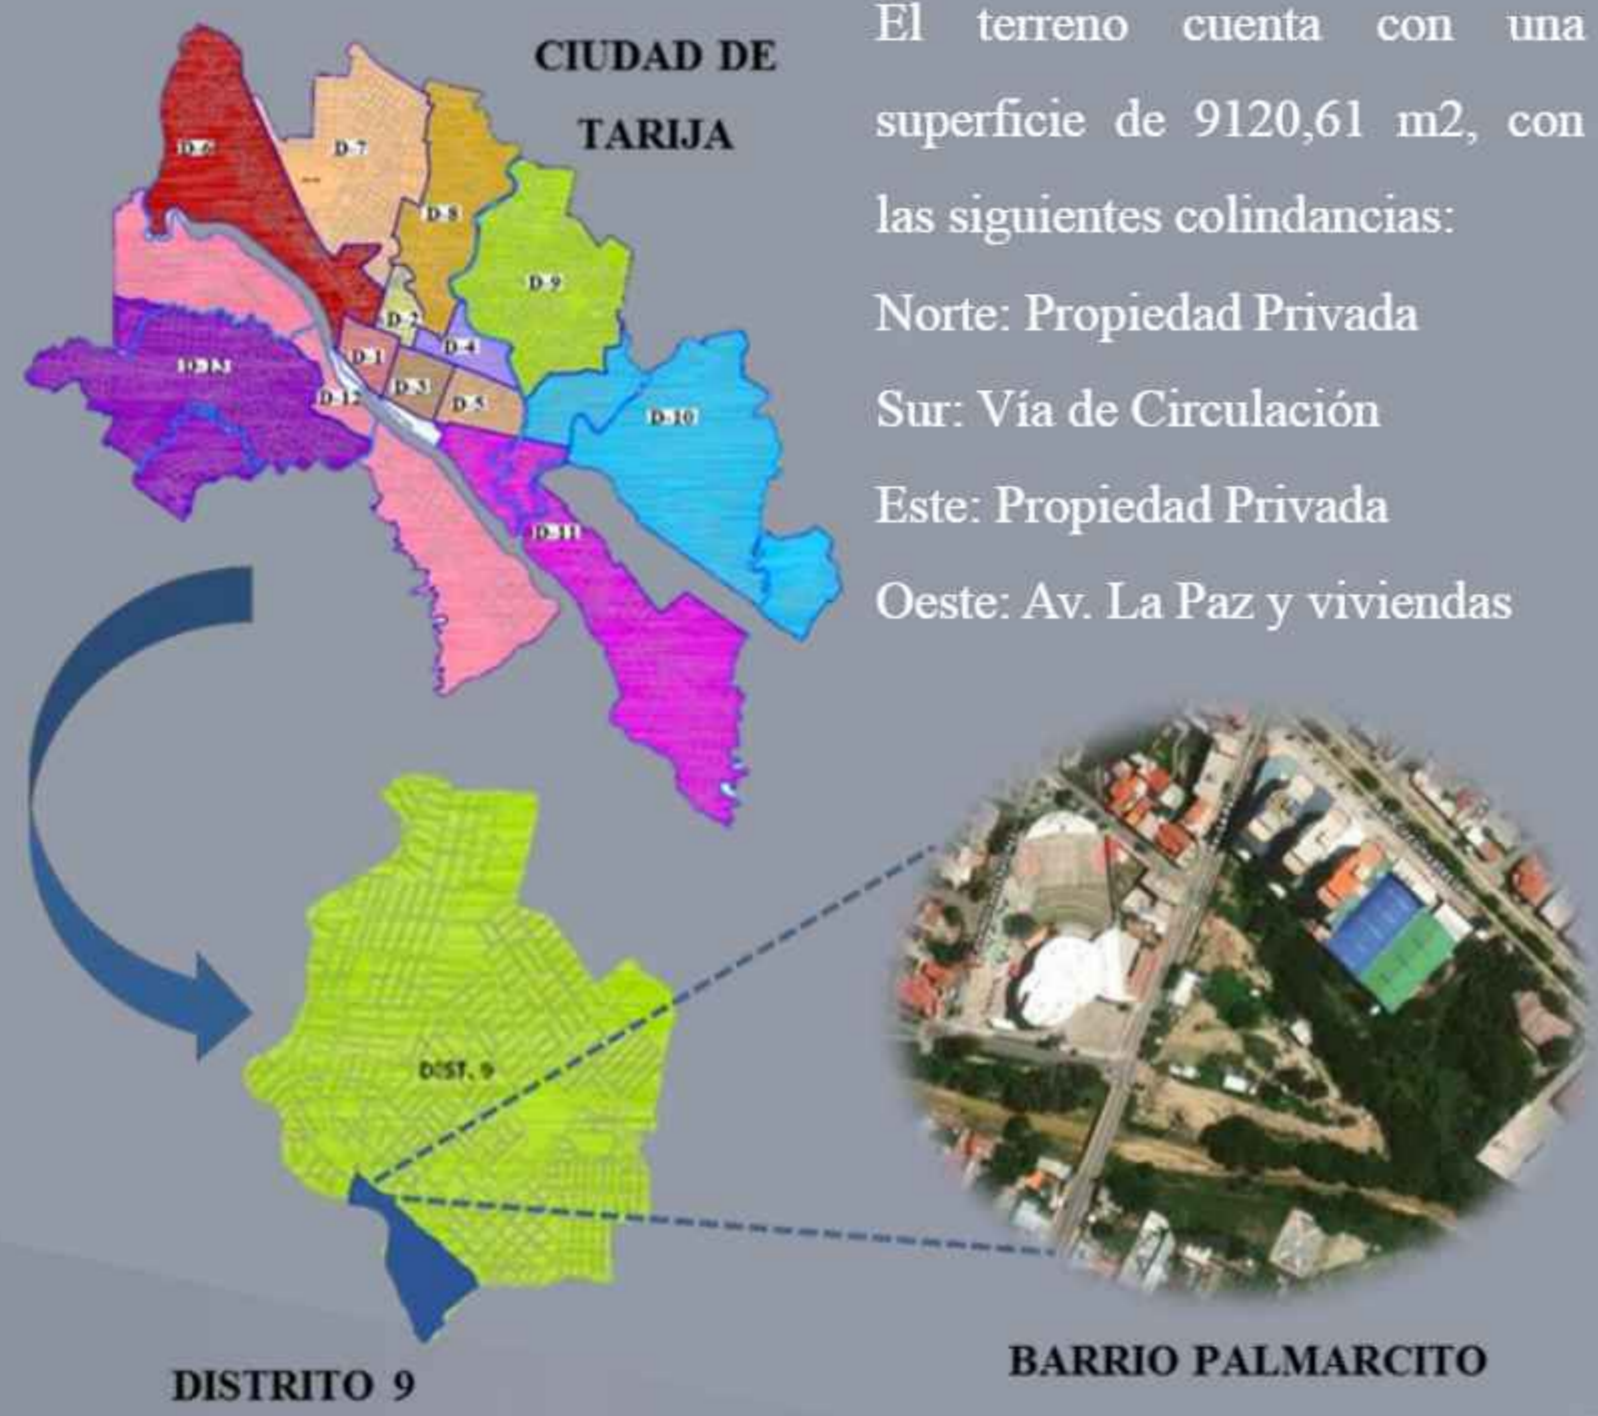 CIUDAD DE
TARIJA
El terreno cuenta con una
superficie de 9120,61 m2, con
las siguientes colindancias:
Norte: Propiedad Privada
Sur: Vía de Circulación
Este: Propiedad Privada
Oeste: Av. La Paz y viviendas
D-6
D-7
D-8
D-9
D-2
D-4
D-1
D-3
D-5
D-13
D-12
D-10
D-11
DIST. 9
DISTRITO 9
BARRIO PALMARCITO